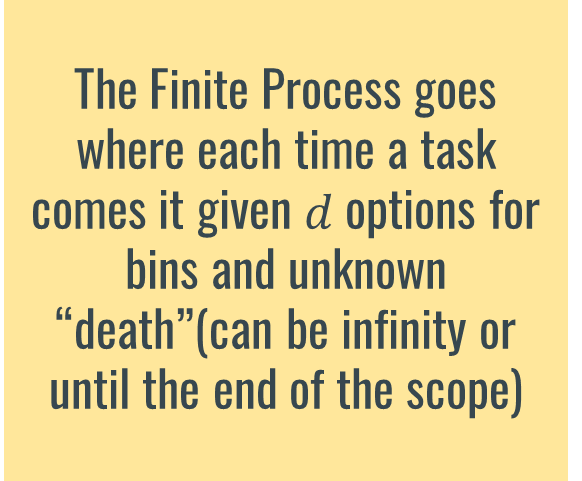 The Finite Process goes
where each time a task
comes it given d options for
bins and unknown
“death”(can be infinity or
until the end of the scope)